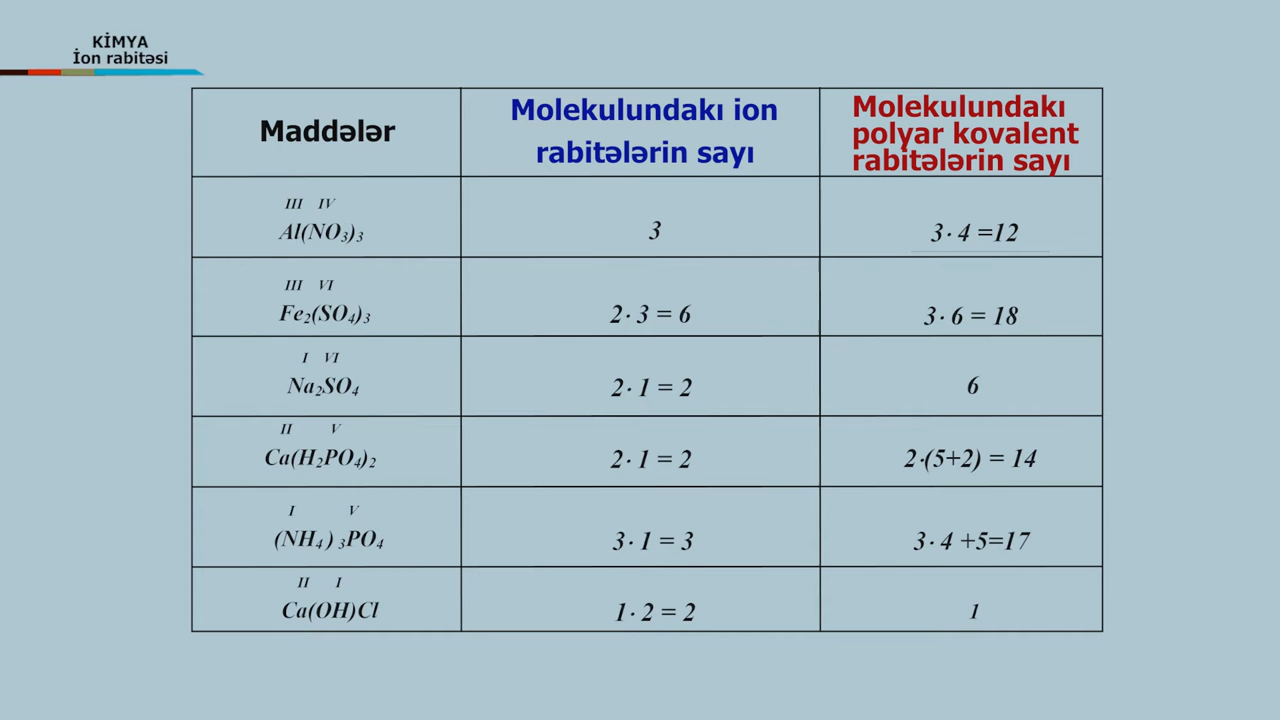 KİMYA
İon rabitəsi
Maddələr
Molekulundakı ion
rabitələrin sayı
Molekulundakı
polyar kovalent
rabitələrin sayı
III IV
Al(NO₃)₃
3
3· 4 =12
III VI
Fe₂(SO₄)₃
2· 3 = 6
3· 6 = 18
I VI
Na₂SO₄
2· 1 = 2
6
II V
Ca(H₂PO₄)₂
2· 1 = 2
2·(5+2) = 14
I V
(NH₄ ) ₃PO₄
3· 1 = 3
3· 4 +5=17
II I
Ca(OH)Cl
1· 2 = 2
1